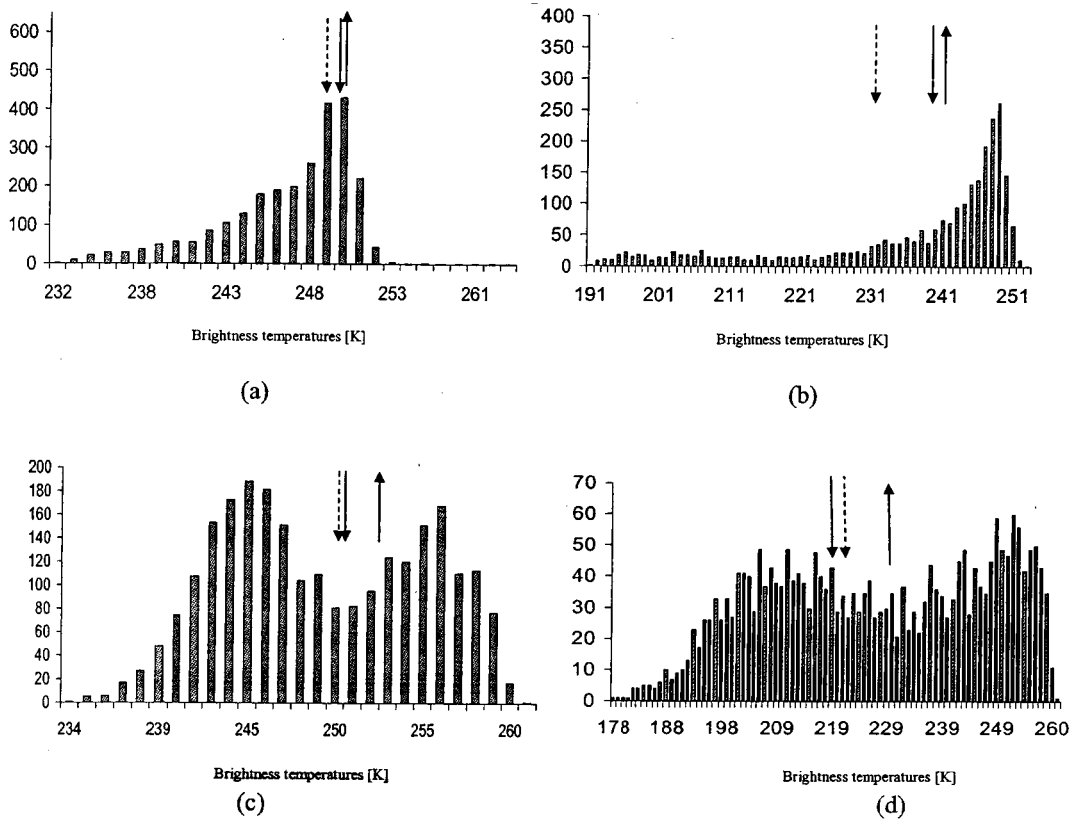 600
500
400
300
200
100
0
232 238 243 248 253 261
Brightness temperatures [K]
(a)
400
350
300
250
200
150
100
50
0
191 201 211 221 231 241 251
Brightness temperatures [K]
(b)
200
180
160
140
120
100
80
60
40
20
0
234 239 245 250 255 260
Brightness temperatures [K]
(c)
70
60
50
40
30
20
10
0
178 188 198 209 219 229 239 249 260
Brightness temperatures [K]
(d)